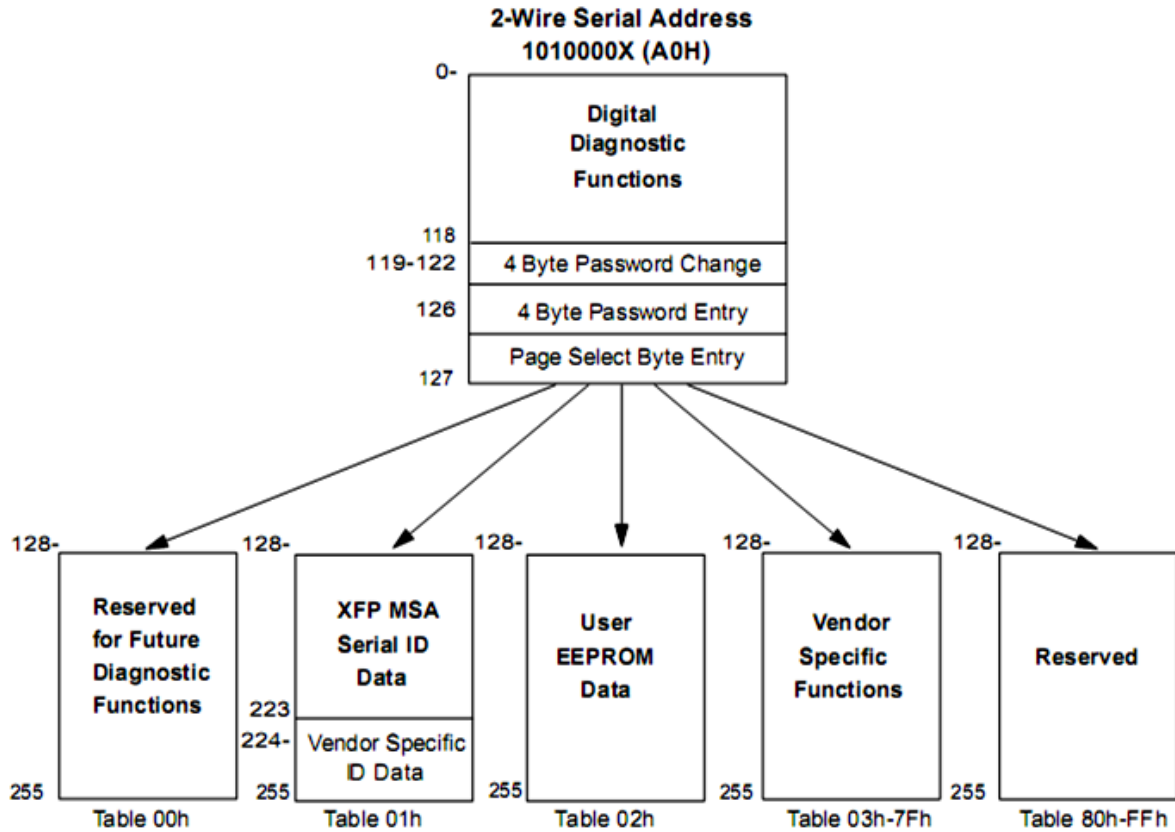 2-Wire Serial Address
1010000X (A0H)
0-
Digital
Diagnostic
Functions
118
119-122
4 Byte Password Change
126
4 Byte Password Entry
Page Select Byte Entry
127
128-
Reserved
for Future
Diagnostic
Functions
255
Table 00h
128-
XFP MSA
Serial ID
Data
223
224-
Vendor Specific
ID Data
255
Table 01h
128-
User
EEPROM
Data
255
Table 02h
128-
Vendor
Specific
Functions
255
Table 03h-7Fh
128-
Reserved
255
Table 80h-FFh